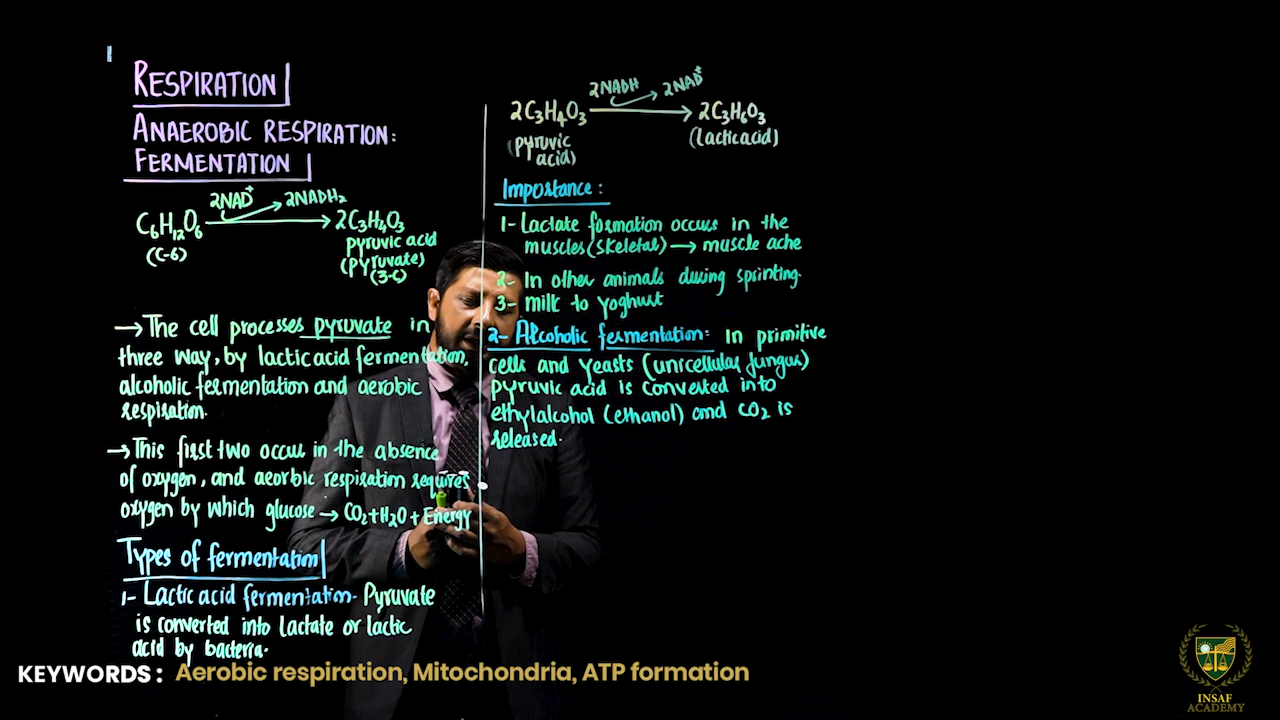 RESPIRATION
ANAEROBIC RESPIRATION:
FERMENTATION
2NAD⁺ → 2NADH₂
C₆H₁₂O₆ → 2C₃H₄O₃
(C-6)
pyruvic acid
(pyruvate)
(3-C)
→ The cell processes pyruvate in
three way, by lactic acid fermentation,
alcoholic fermentation and aerobic
respiration.
→ This first two occur in the absence
of oxygen, and aeorbic respiration requires
oxygen by which glucose → CO₂+H₂O + Energy
Types of fermentation
1- Lactic acid fermentation- Pyruvate
is converted into Lactate or lactic
acid by bacteria.
2NADH → 2NAD⁺
2C₃H₄O₃ → 2C₃H₆O₃
(pyruvic
acid)
(lactic acid)
Importance:
1- Lactate formation occurs in the
muscles (skeletal) → muscle ache
2- In other animals during sprinting.
3- milk to yoghurt
2- Alcoholic fermentation: In primitive
cells and yeasts (unicellular fungus)
pyruvic acid is converted into
ethylalcohol (ethanol) and CO₂ is
released.
KEYWORDS: Aerobic respiration, Mitochondria, ATP formation
INSAF
ACADEMY